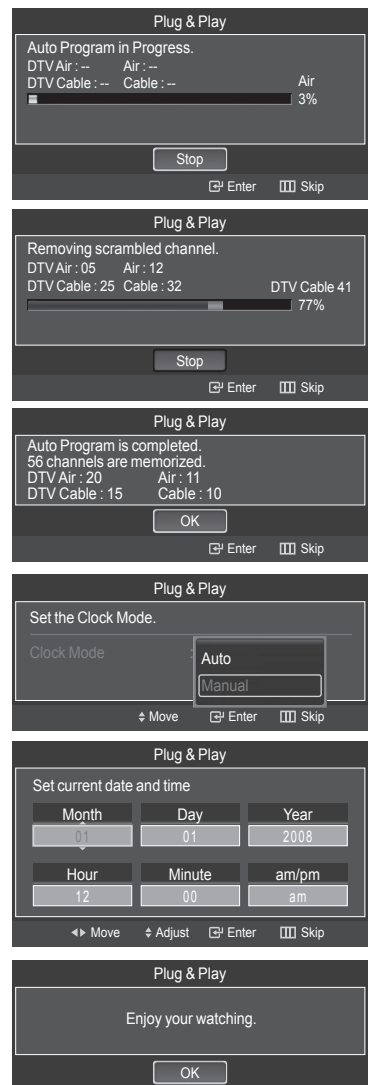 Plug & Play
Auto Program in Progress.
DTV Air : -- Air : --
DTV Cable : -- Cable : -- Air
3%
Stop
Enter Skip
Plug & Play
Removing scrambled channel.
DTV Air : 05 Air : 12
DTV Cable : 25 Cable : 32 DTV Cable 41
77%
Stop
Enter Skip
Plug & Play
Auto Program is completed.
56 channels are memorized.
DTV Air : 20 Air : 11
DTV Cable : 15 Cable : 10
OK
Enter Skip
Plug & Play
Set the Clock Mode.
Clock Mode : Auto
Manual
Move Enter Skip
Plug & Play
Set current date and time
Month Day Year
01 01 2008
Hour Minute am/pm
12 00 am
Move Adjust Enter Skip
Plug & Play
Enjoy your watching.
OK